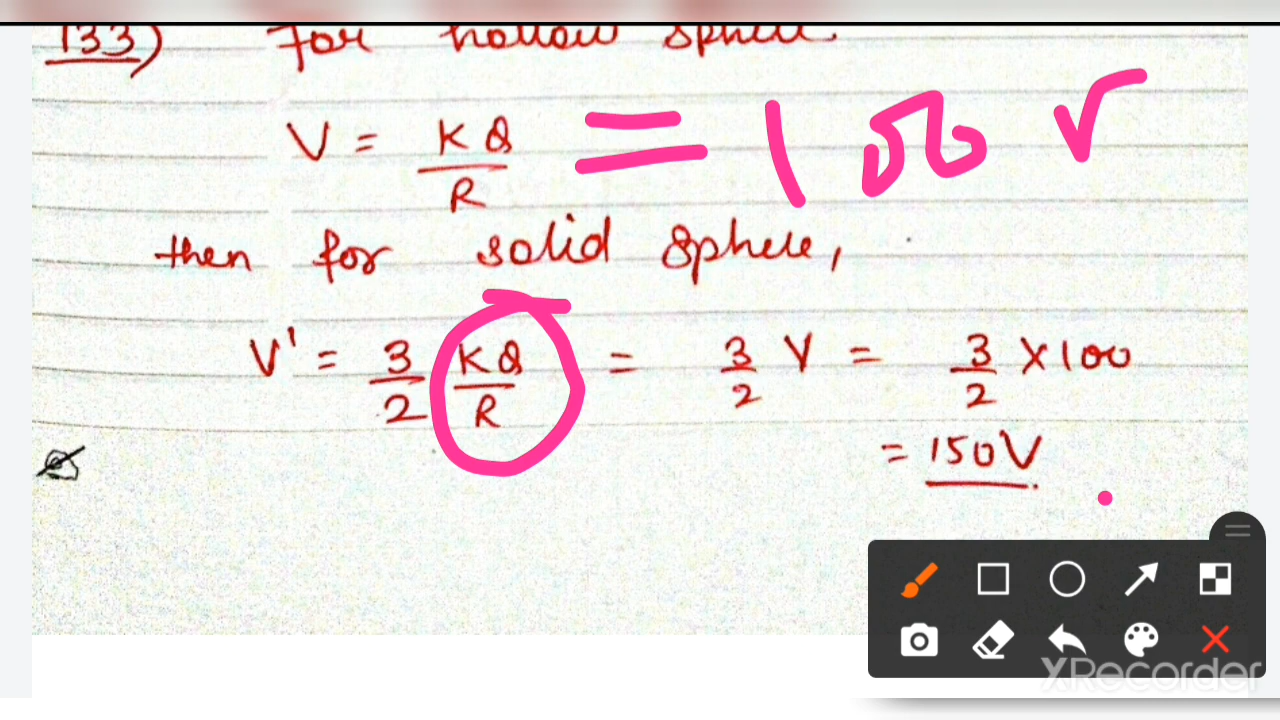 133) For hollow sphere.
V = KQ/R = 100 V
then for solid sphere,
V' = 3/2 KQ/R = 3/2 V = 3/2 X 100
= 150V
XRecorder